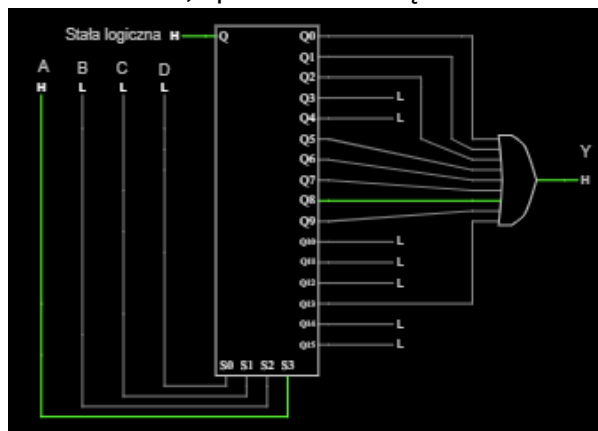 Stała logiczna H Q Q0
A B C D Q1
H L L L Q2
Q3 L
Q4 L
Q5 Y
Q6
Q7 H
Q8
Q9
Q10 L
Q11 L
Q12 L
Q13
Q14 L
Q15 L
S0 S1 S2 S3